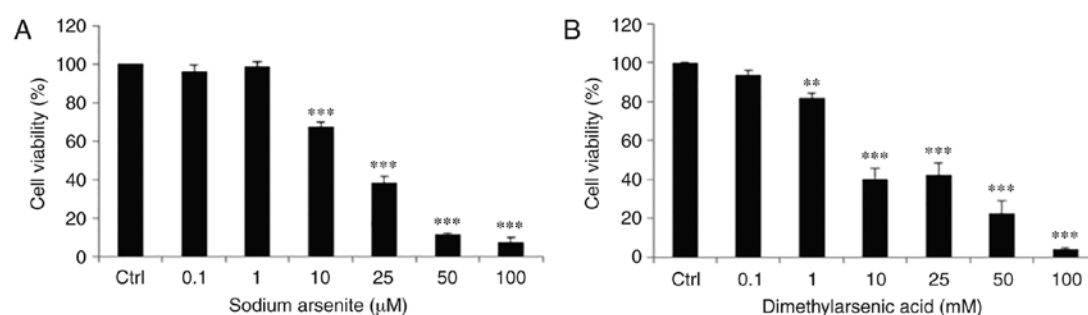 A
120
100
80
60
40
20
0
Cell viability (%)
***
***
***
***
Ctrl 0.1 1 10 25 50 100
Sodium arsenite (μM)
B
120
100
80
60
40
20
0
Cell viability (%)
**
***
***
***
***
Ctrl 0.1 1 10 25 50 100
Dimethylarsenic acid (mM)